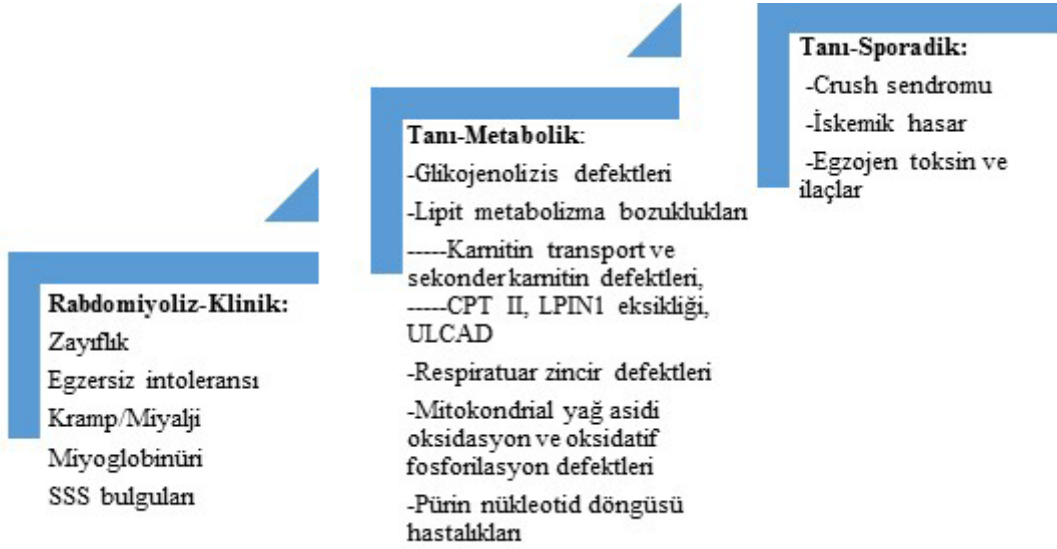 Rabdomiyoliz-Klinik:
Zayıflık
Egzersiz intoleransı
Kramp/Miyalji
Miyoglobinüri
SSS bulguları
Tanı-Metabolik:
-Glikojenolizis defektleri
-Lipit metabolizma bozuklukları
-----Karnitin transport ve
sekonder karnitin defektleri,
-----CPT II, LPIN1 eksikliği,
ULCAD
-Respiratuar zincir defektleri
-Mitokondrial yağ asidi
oksidasyon ve oksidatif
fosforilasyon defektleri
-Pürin nükleotid döngüsü
hastalıkları
Tanı-Sporadik:
-Crush sendromu
-İskemik hasar
-Egzojen toksin ve
ilaçlar